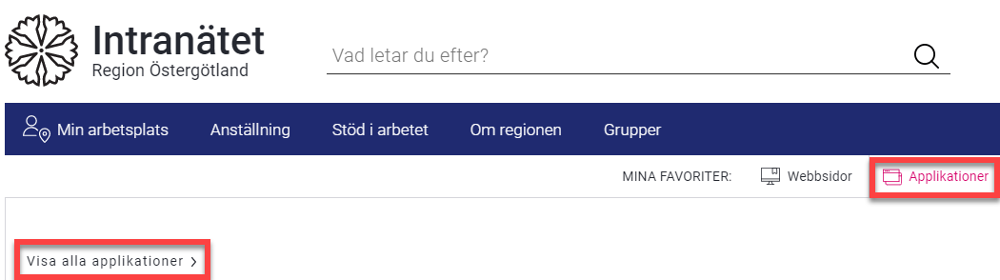 Intranätet
Region Östergötland
Vad letar du efter?
Min arbetsplats Anställning Stöd i arbetet Om regionen Grupper
MINA FAVORITER: Webbsidor Applikationer
Visa alla applikationer